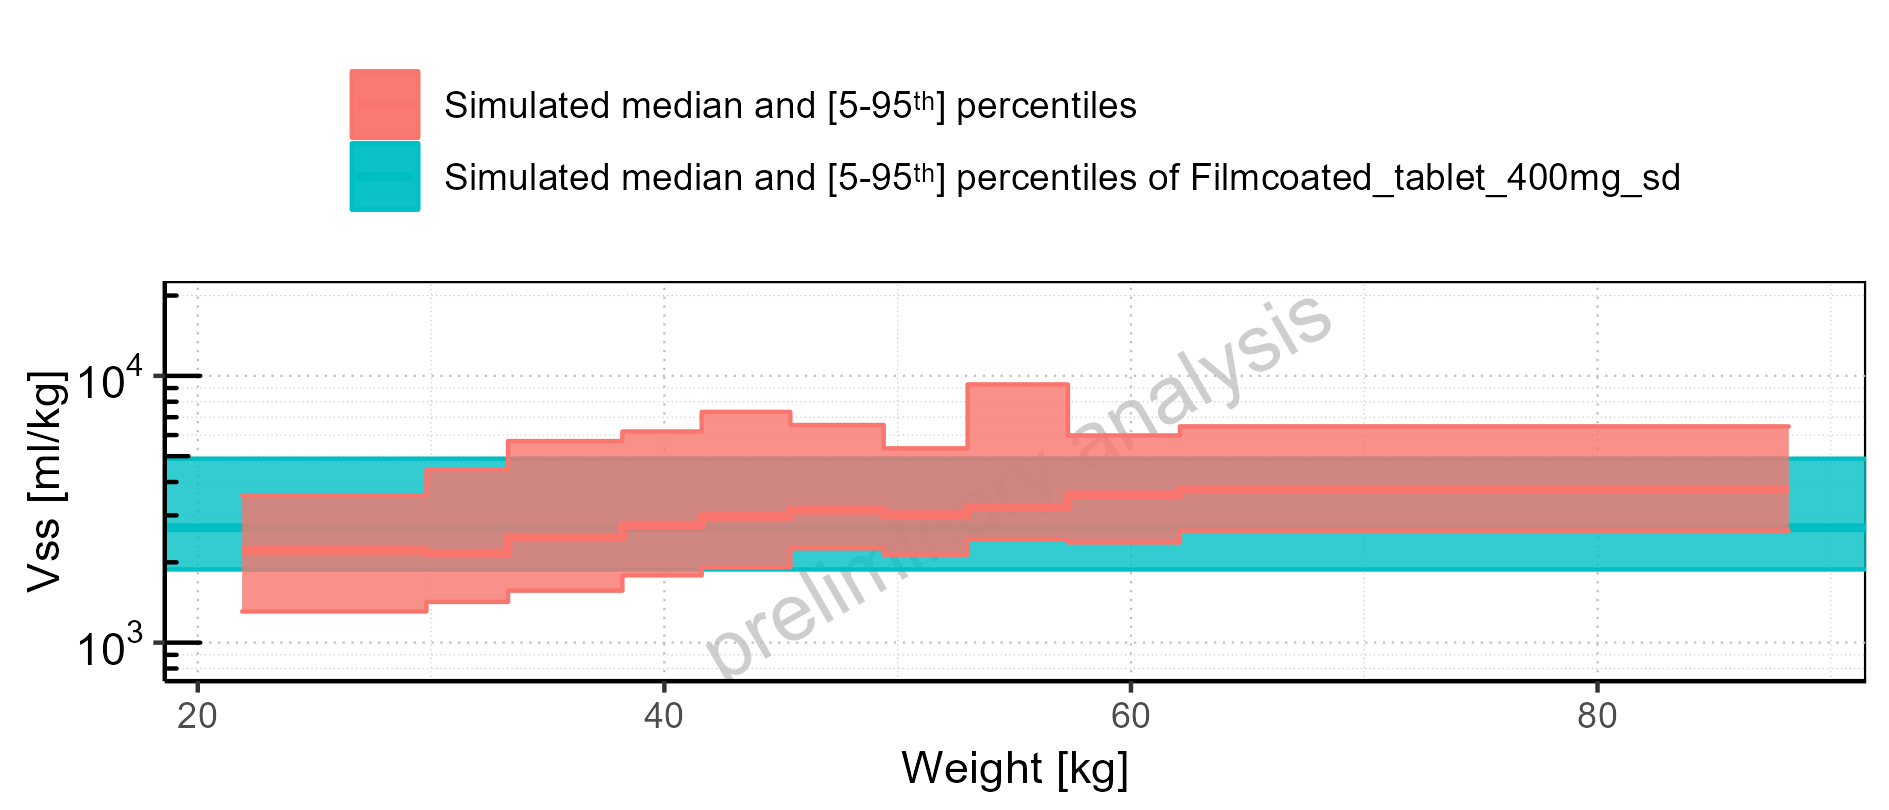 Simulated median and [5-95th] percentiles
Simulated median and [5-95th] percentiles of Filmcoated_tablet_400mg_sd
Vss [ml/kg]
10^4
10^3
preliminary analysis
20 40 60 80
Weight [kg]